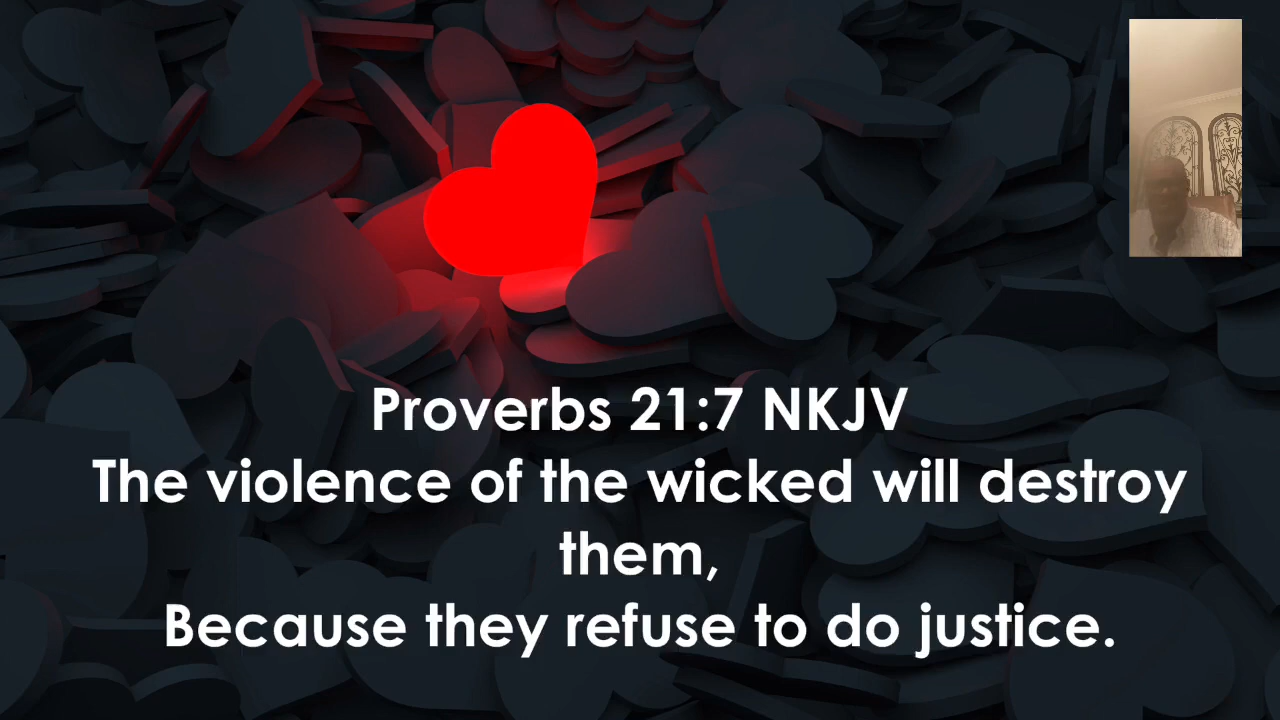 Proverbs 21:7 NKJV
The violence of the wicked will destroy
them,
Because they refuse to do justice.